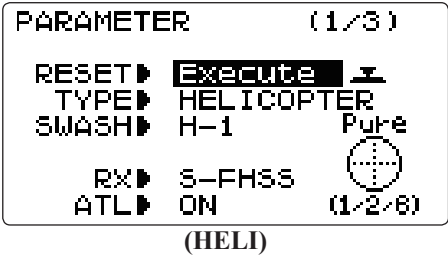 PARAMETER (1/3)
RESET▶ Execute
TYPE▶ HELICOPTER
SWASH▶ H-1 Pure
RX▶ S-FHSS
ATL▶ ON (1/2/6)
(HELI)